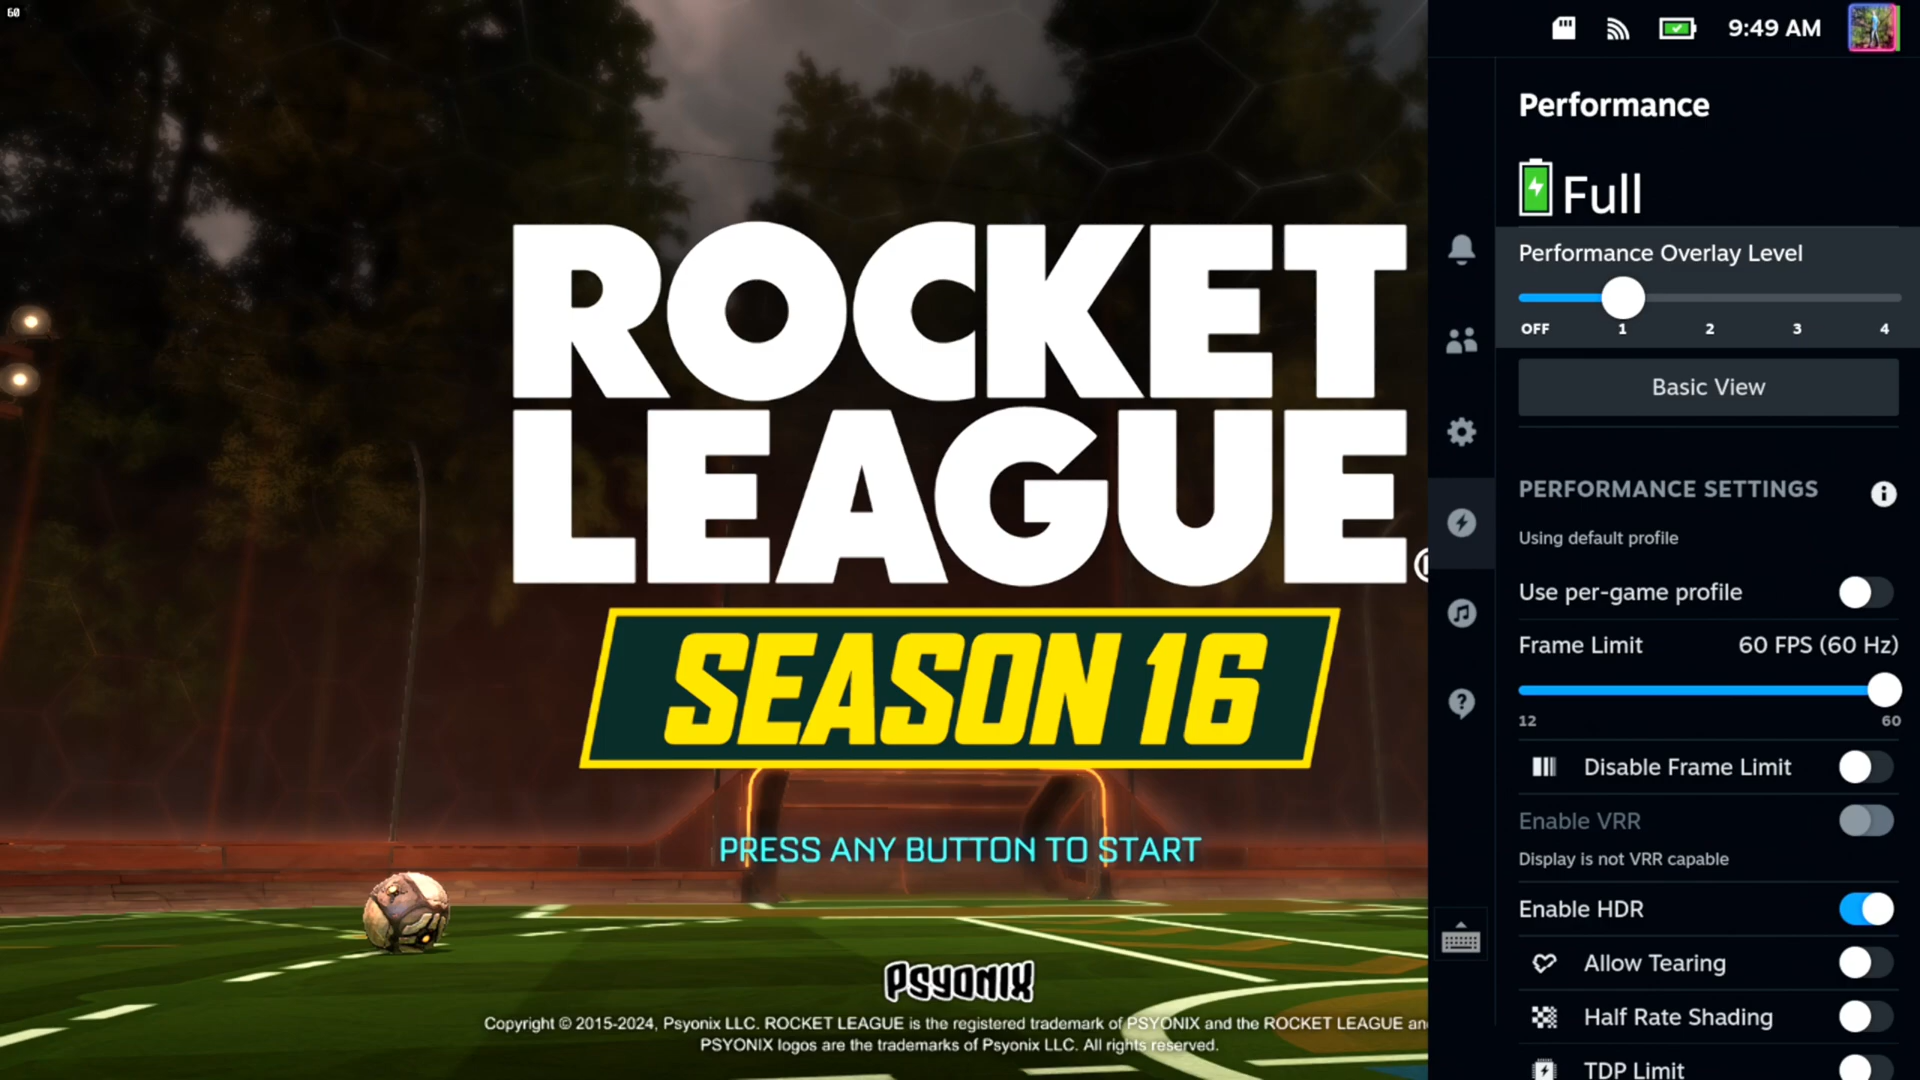 60
ROCKET
LEAGUE
SEASON 16
PRESS ANY BUTTON TO START
PSYONIX
Copyright © 2015-2024, Psyonix LLC. ROCKET LEAGUE is the registered trademark of PSYONIX and the ROCKET LEAGUE an
PSYONIX logos are the trademarks of Psyonix LLC. All rights reserved.
9:49 AM
Performance
Full
Performance Overlay Level
OFF 1 2 3 4
Basic View
PERFORMANCE SETTINGS
Using default profile
Use per-game profile
Frame Limit 60 FPS (60 Hz)
12 60
Disable Frame Limit
Enable VRR
Display is not VRR capable
Enable HDR
Allow Tearing
Half Rate Shading
TDP Limit